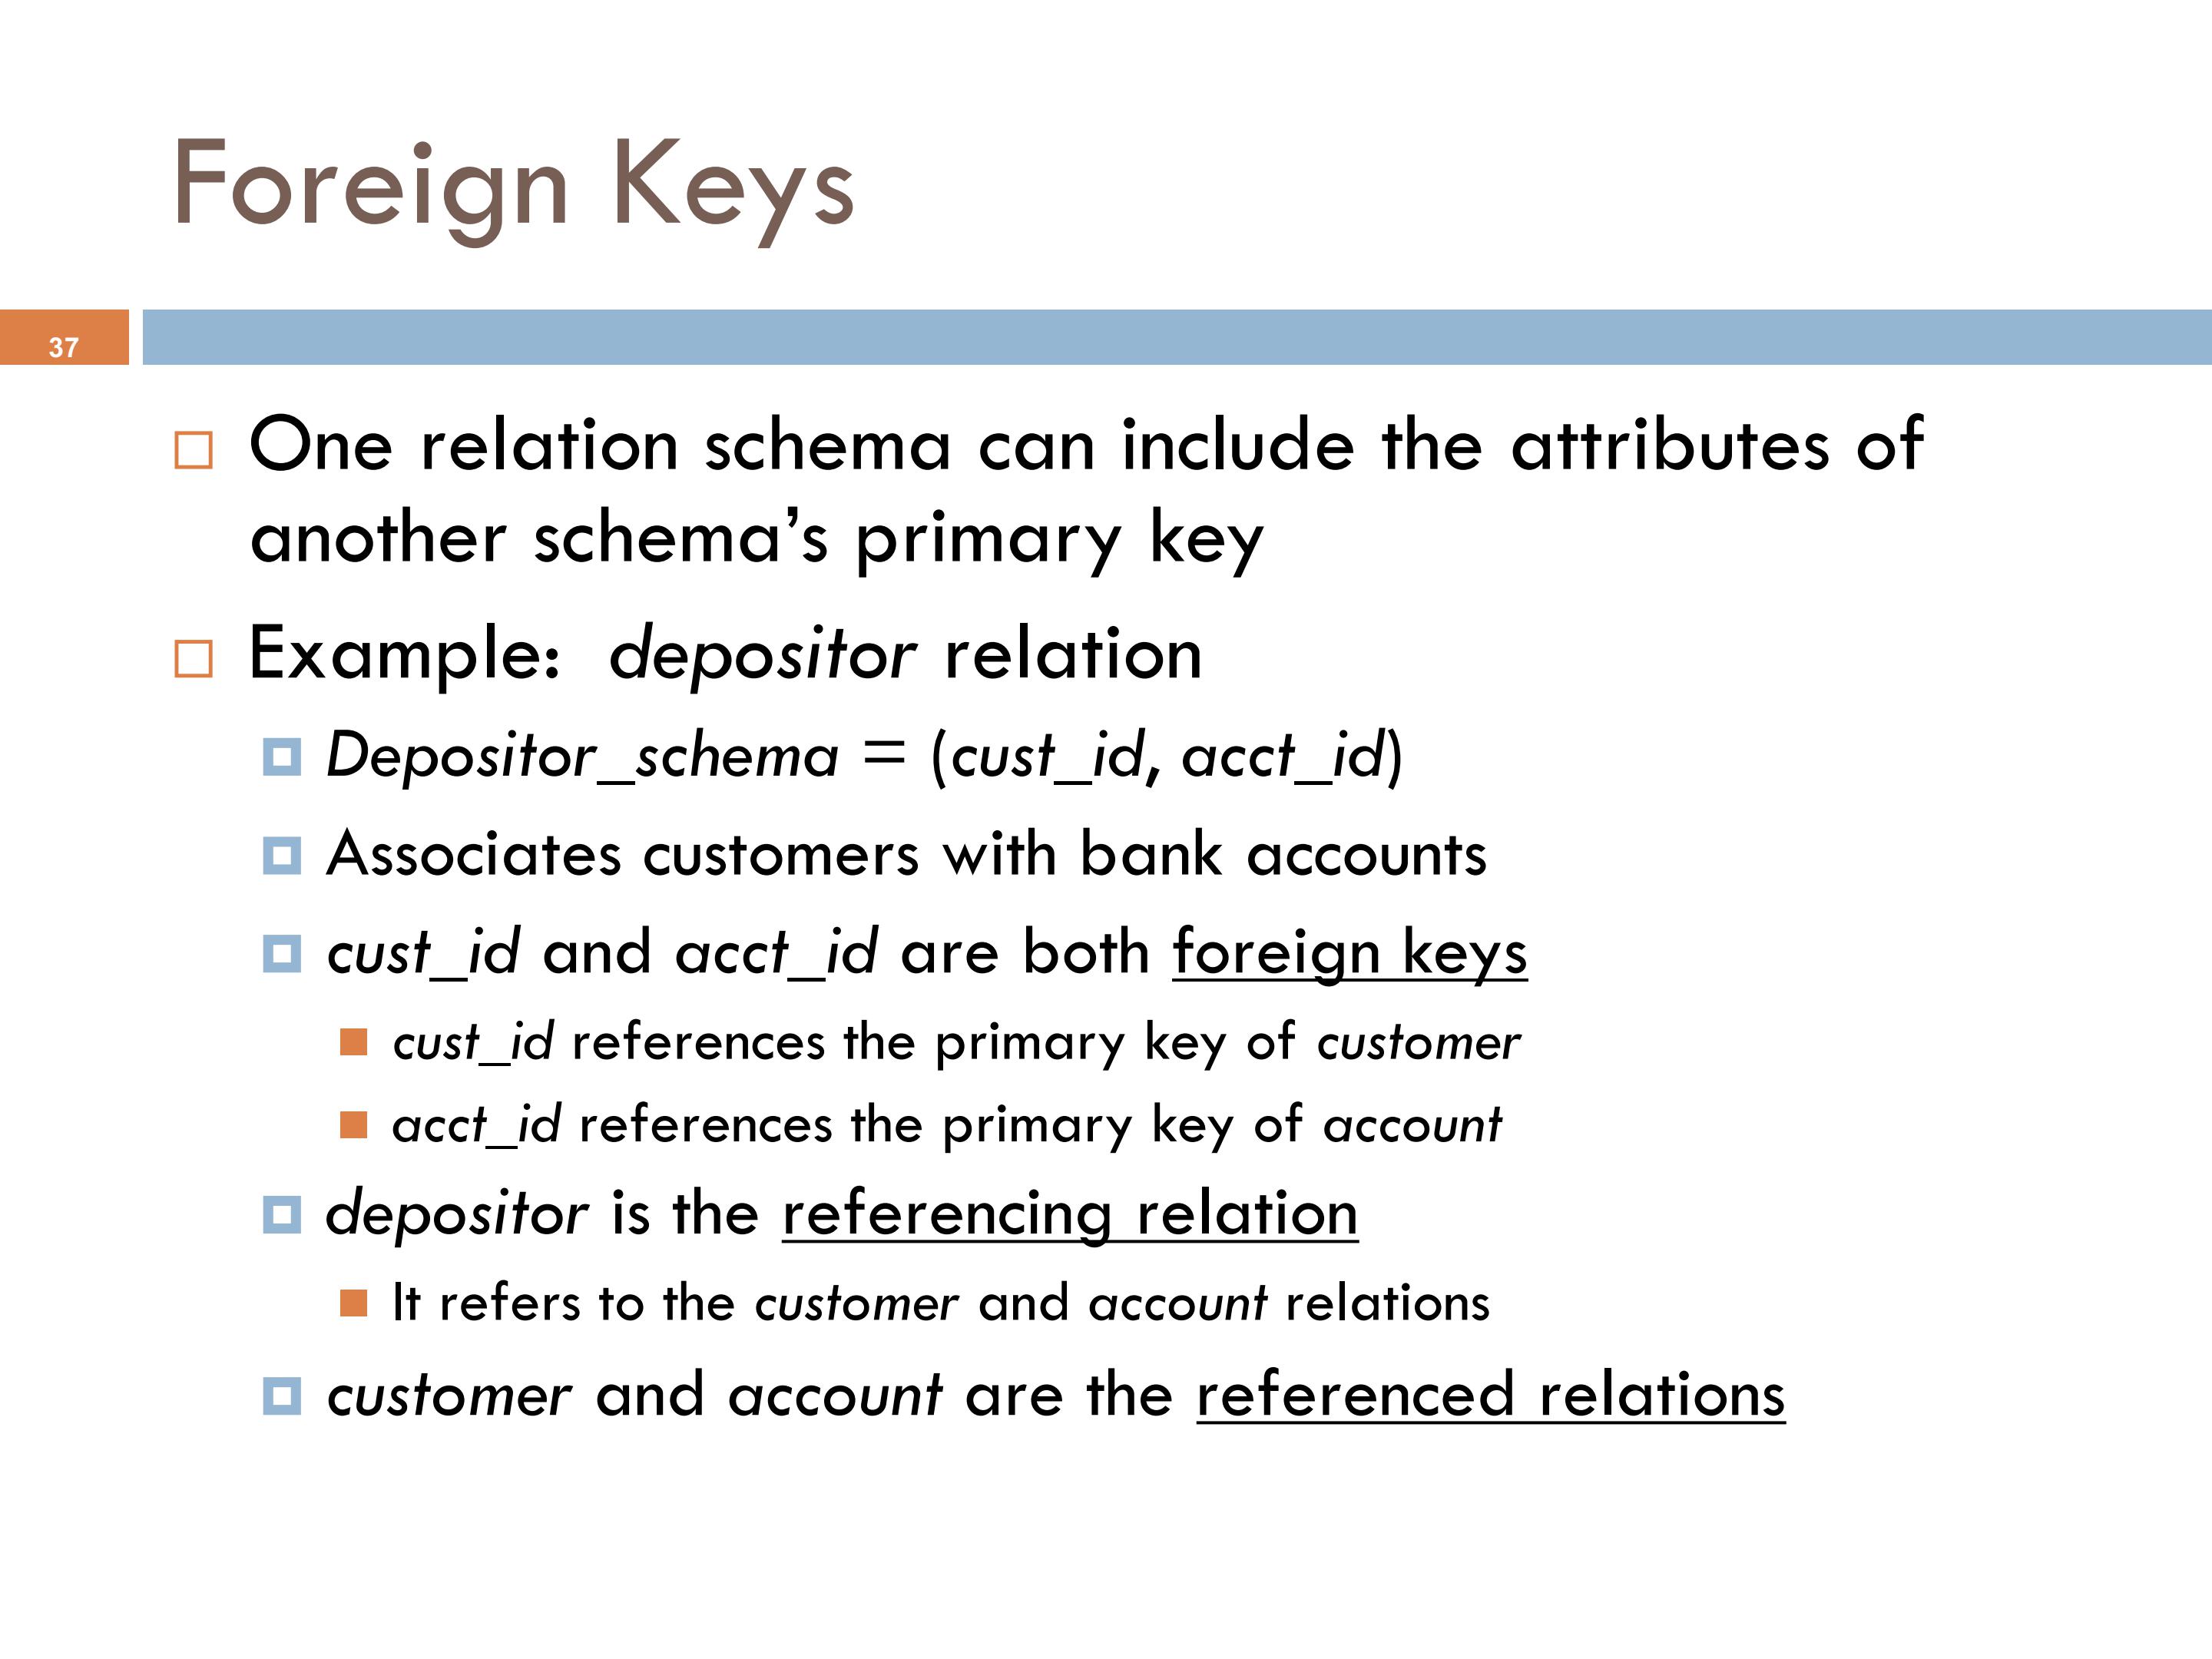 Foreign Keys
37
One relation schema can include the attributes of
another schema’s primary key
Example:  depositor relation
Depositor_schema = (cust_id, acct_id)
Associates customers with bank accounts
cust_id and acct_id are both foreign keys
cust_id references the primary key of customer
acct_id references the primary key of account
depositor is the referencing relation
It refers to the customer and account relations
customer and account are the referenced relations